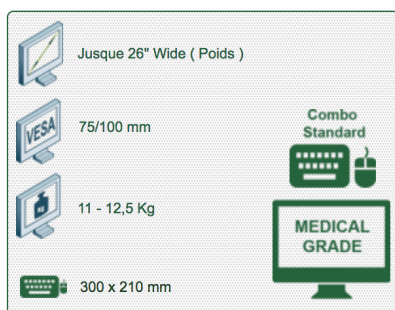 Jusque 26" Wide ( Poids )
VESA
75/100 mm
Combo
Standard
KG
11 - 12,5 Kg
MEDICAL
GRADE
300 x 210 mm